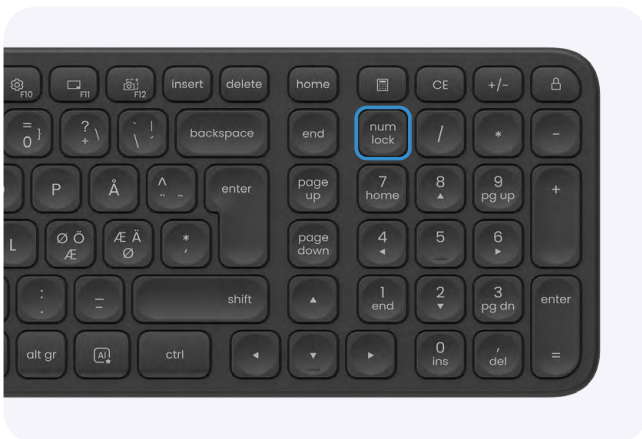 F10 F11 F12 insert delete home CE +/-
= 0 } ? + \ ` | \ ´ backspace end num lock / * -
P Å ^ ¨ ~ enter page up 7 home 8 9 pg up +
L Ø Ö Æ Æ Ä Ø * ' page down 4 5 6
: . _ - shift 1 end 2 3 pg dn enter
alt gr AI ctrl 0 ins , del =